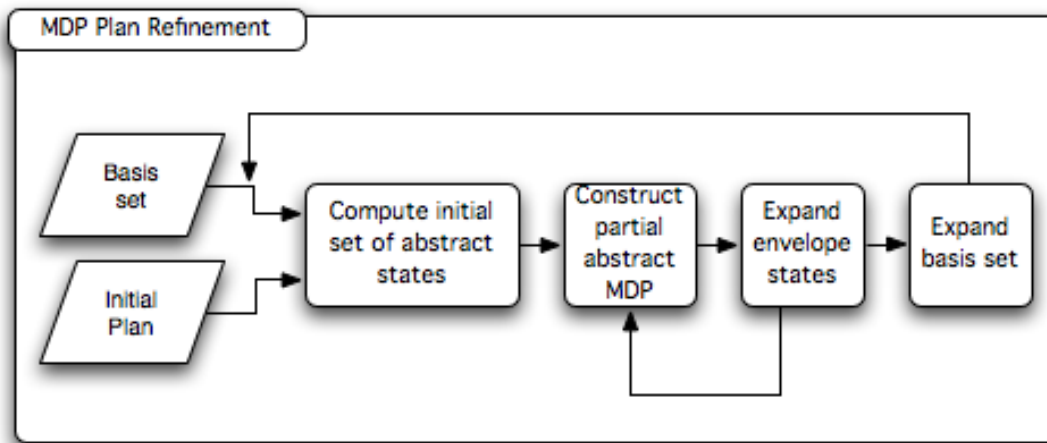 MDP Plan Refinement
Basis
set
Initial
Plan
Compute initial
set of abstract
states
Construct
partial
abstract
MDP
Expand
envelope
states
Expand
basis set